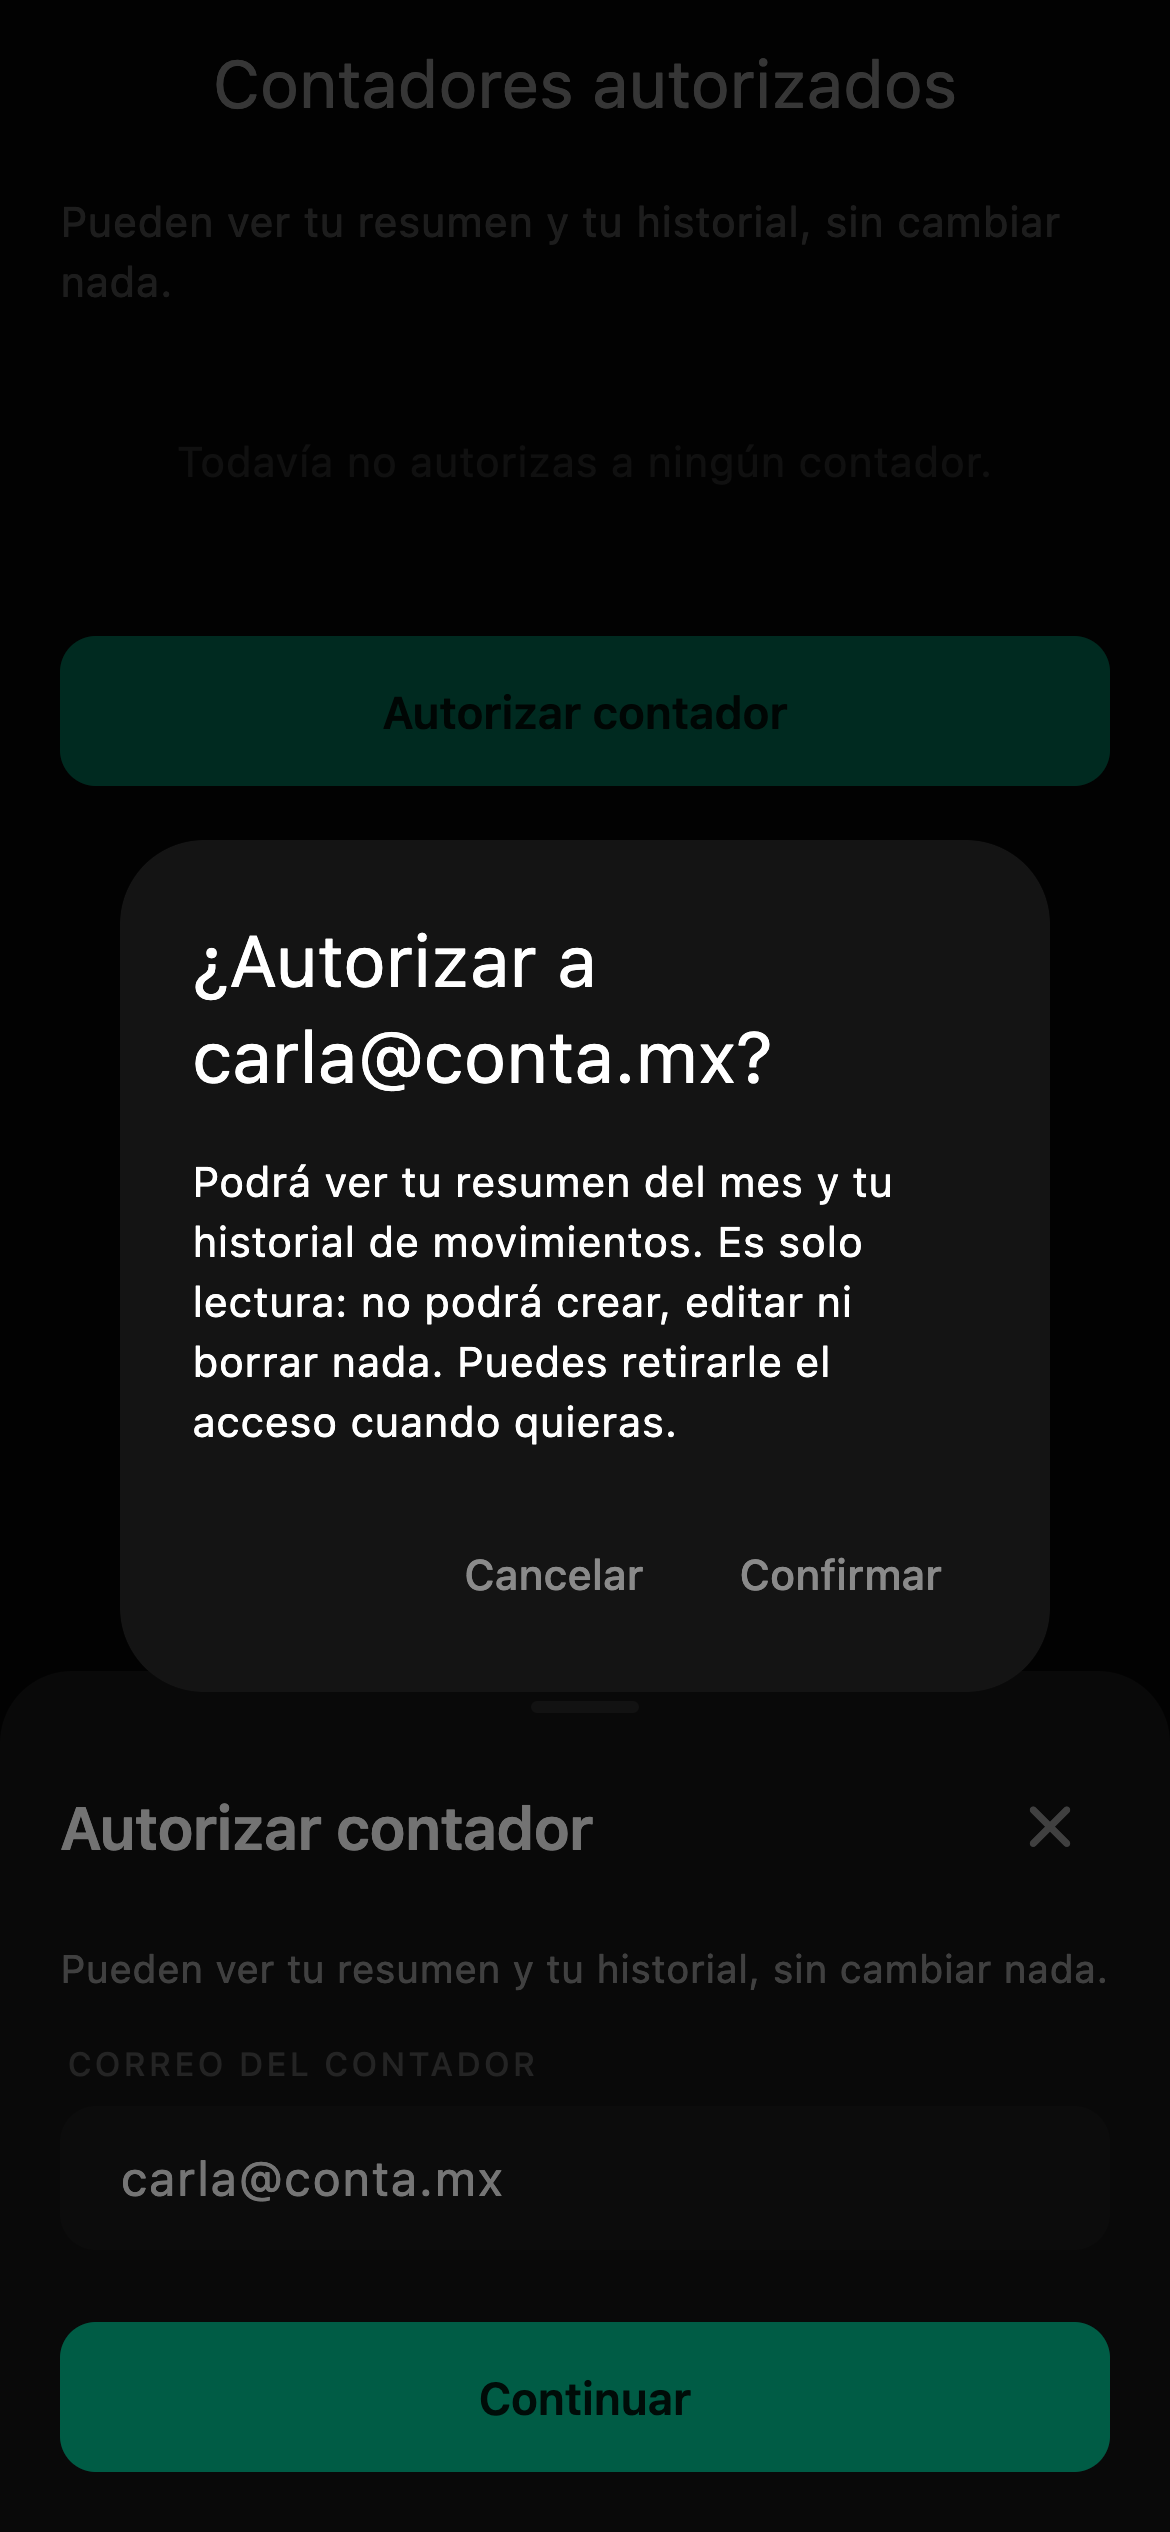 Contadores autorizados
Pueden ver tu resumen y tu historial, sin cambiar
nada.
Todavía no autorizas a ningún contador.
Autorizar contador
¿Autorizar a
carla@conta.mx?
Podrá ver tu resumen del mes y tu
historial de movimientos. Es solo
lectura: no podrá crear, editar ni
borrar nada. Puedes retirarle el
acceso cuando quieras.
Cancelar Confirmar
Autorizar contador
Pueden ver tu resumen y tu historial, sin cambiar nada.
CORREO DEL CONTADOR
carla@conta.mx
Continuar